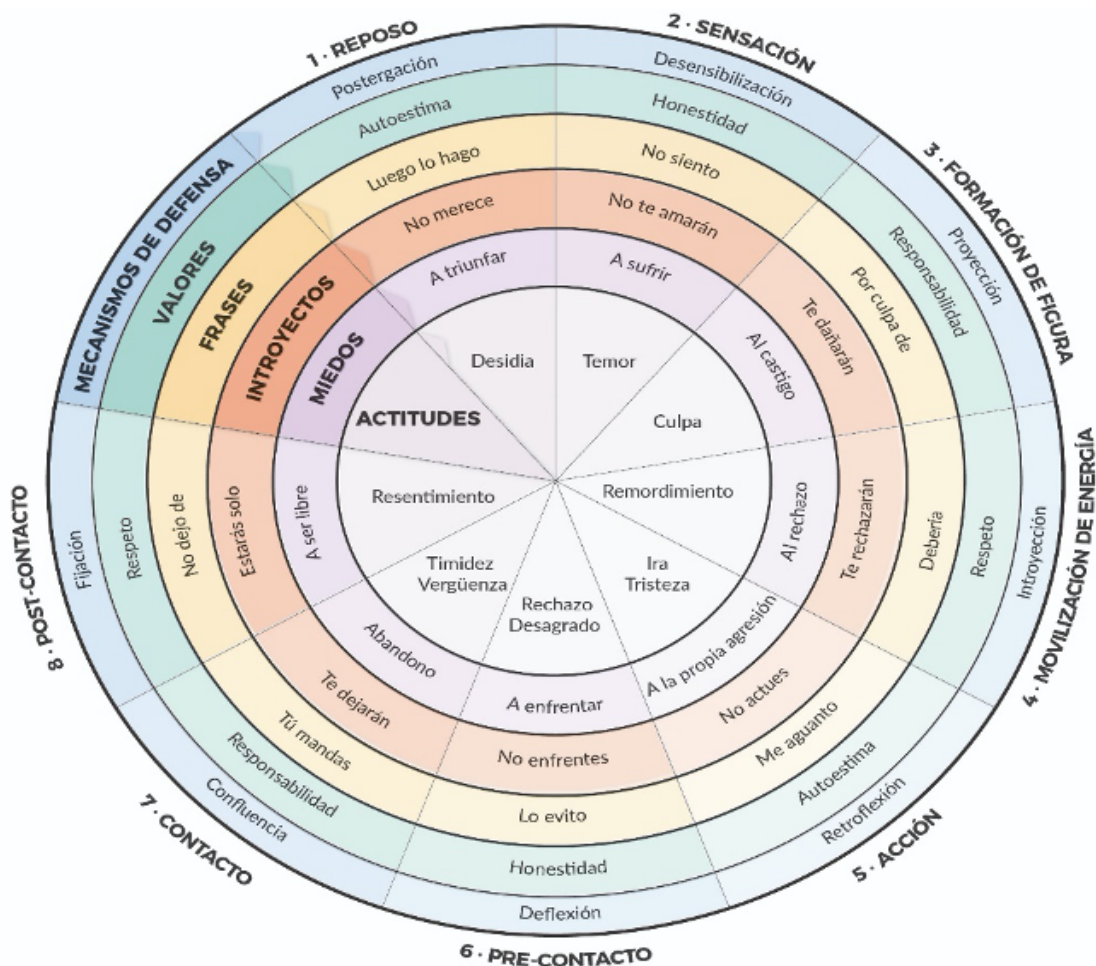 1 · REPOSO
Postergación
Autoestima
Luego lo hago
No merece
A triunfar
Desidia
2 · SENSACIÓN
Desensibilización
Honestidad
No siento
No te amarán
A sufrir
Temor
3 · FORMACIÓN DE FIGURA
Proyección
Responsabilidad
Por culpa de
Te dañarán
Al castigo
Culpa
4 · MOVILIZACIÓN DE ENERGÍA
Introyección
Respeto
Debería
Te rechazarán
Al rechazo
Remordimiento
5 · ACCIÓN
Retroflexión
Autoestima
Me aguanto
No actues
A la propia agresión
Ira
Tristeza
6 · PRE-CONTACTO
Deflexión
Honestidad
Lo evito
No enfrentes
A enfrentar
Rechazo
Desagrado
7 · CONTACTO
Confluencia
Responsabilidad
Tú mandas
Te dejarán
Abandono
Timidez
Vergüenza
8 · POST-CONTACTO
Fijación
Respeto
No dejo de
Estarás solo
A ser libre
Resentimiento
MECANISMOS DE DEFENSA
VALORES
FRASES
INTROYECTOS
MIEDOS
ACTITUDES